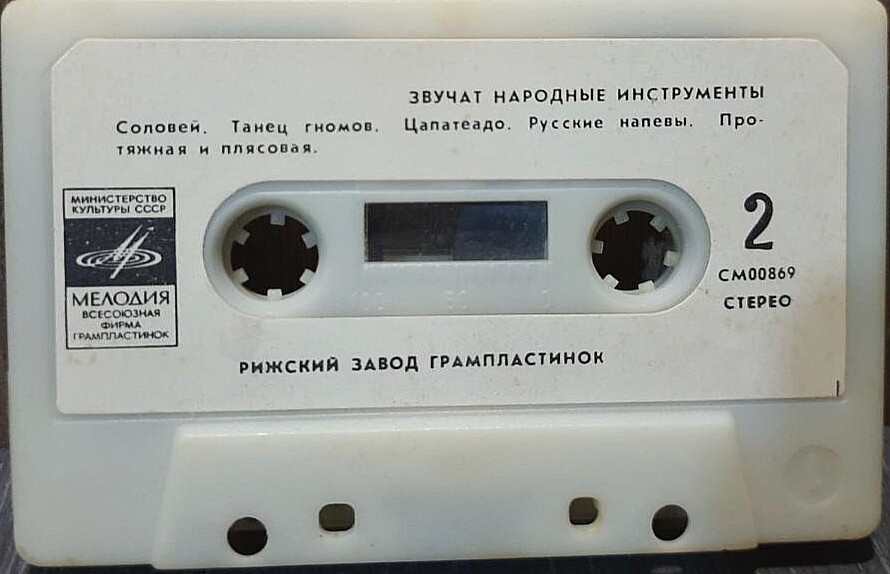 ЗВУЧАТ НАРОДНЫЕ ИНСТРУМЕНТЫ
Соловей. Танец гномов. Цапатеадо. Русские напевы. Про-
тяжная и плясовая.
МИНИСТЕРСТВО
КУЛЬТУРЫ СССР
МЕЛОДИЯ
ВСЕСОЮЗНАЯ
ФИРМА
ГРАМПЛАСТИНОК
2
СМ00869
СТЕРЕО
РИЖСКИЙ ЗАВОД ГРАМПЛАСТИНОК